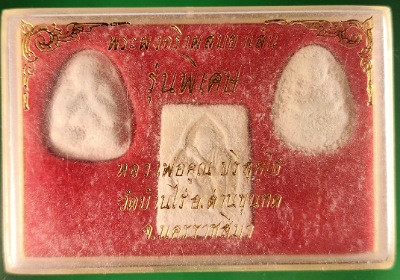 รุ่นพิเศษ
หลวงพ่อคูณ ปริสุทฺโธ
วัดบ้านไร่ อ.ด่านขุนทด
จ.นครราชสีมา